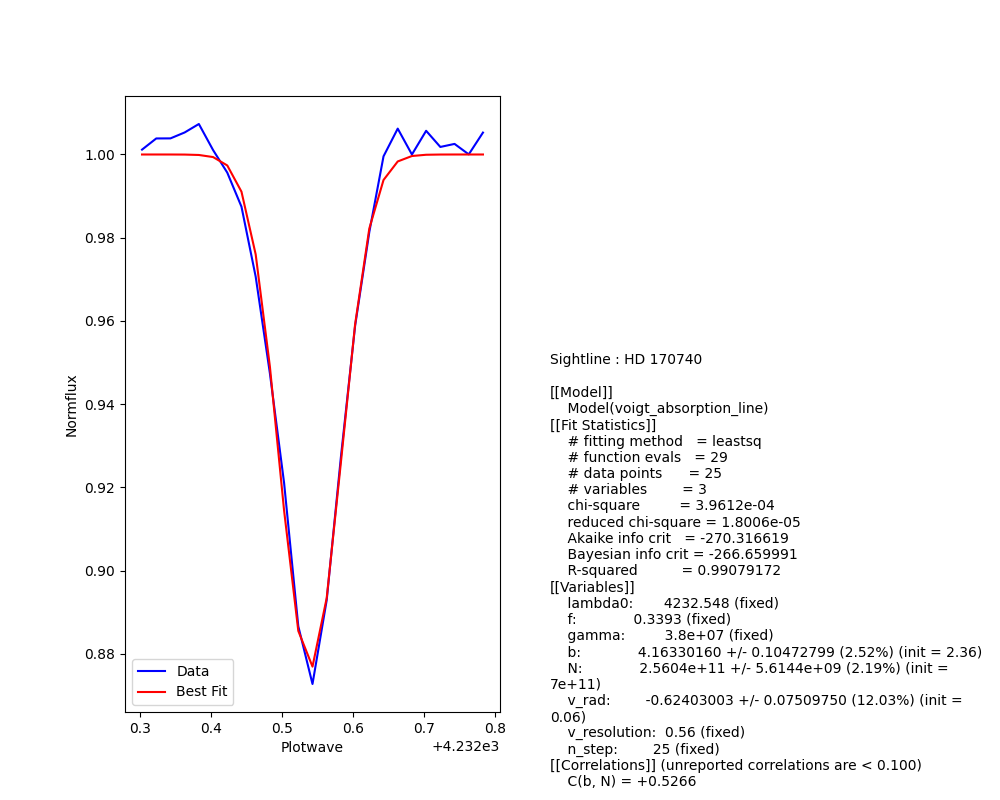 1.00
0.98
0.96
0.94
0.92
0.90
0.88
Normflux
Data
Best Fit
0.3 0.4 0.5 0.6 0.7 0.8
Plotwave
+4.232e3
Sightline : HD 170740
[[Model]]
Model(voigt_absorption_line)
[[Fit Statistics]]
# fitting method = leastsq
# function evals = 29
# data points = 25
# variables = 3
chi-square = 3.9612e-04
reduced chi-square = 1.8006e-05
Akaike info crit = -270.316619
Bayesian info crit = -266.659991
R-squared = 0.99079172
[[Variables]]
lambda0: 4232.548 (fixed)
f: 0.3393 (fixed)
gamma: 3.8e+07 (fixed)
b: 4.16330160 +/- 0.10472799 (2.52%) (init = 2.36)
N: 2.5604e+11 +/- 5.6144e+09 (2.19%) (init =
7e+11)
v_rad: -0.62403003 +/- 0.07509750 (12.03%) (init =
0.06)
v_resolution: 0.56 (fixed)
n_step: 25 (fixed)
[[Correlations]] (unreported correlations are < 0.100)
C(b, N) = +0.5266